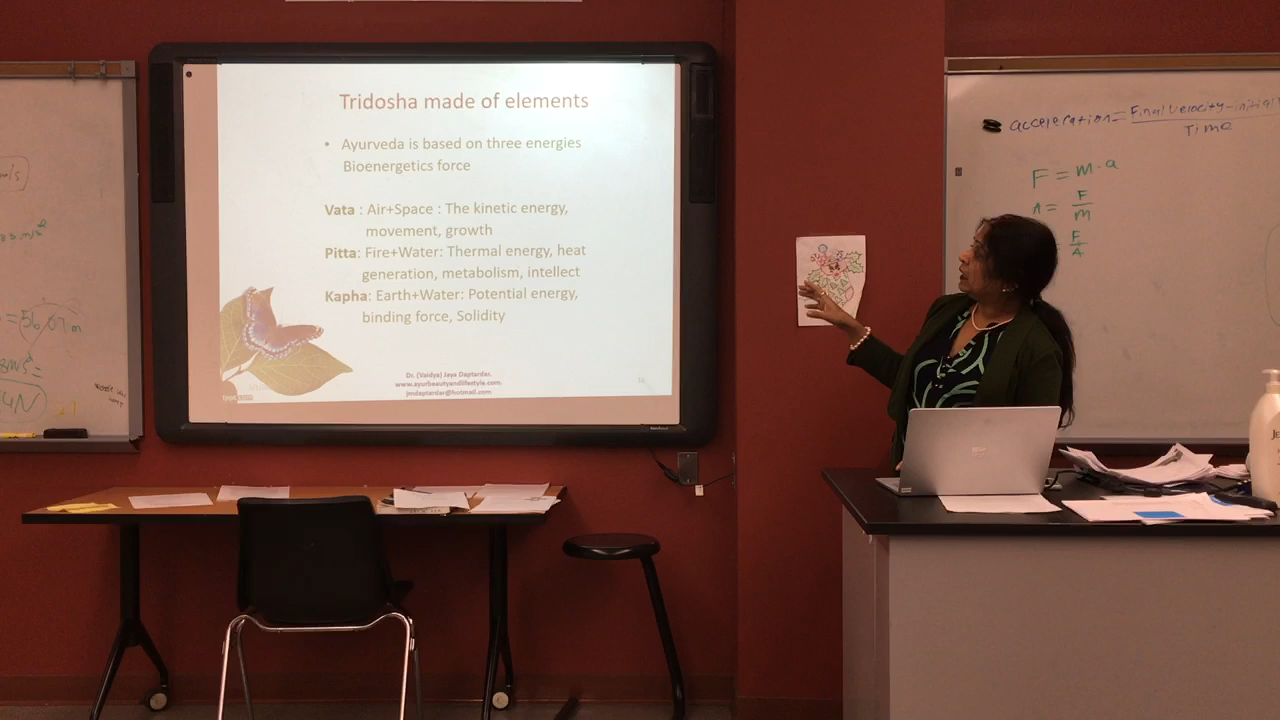 Tridosha made of elements
• Ayurveda is based on three energies
Bioenergetics force
Vata : Air+Space : The kinetic energy,
movement, growth
Pitta: Fire+Water: Thermal energy, heat
generation, metabolism, intellect
Kapha: Earth+Water: Potential energy,
binding force, Solidity
Dr. (Vaidya) Jaya Daptardar.
www.ayurbeautyandlifestyle.com.
jmdaptardar@hotmail.com
acceleration = Final velocity - initial
Time
F = m · a
A = F
m
F
A
m/s
= 56.07 m